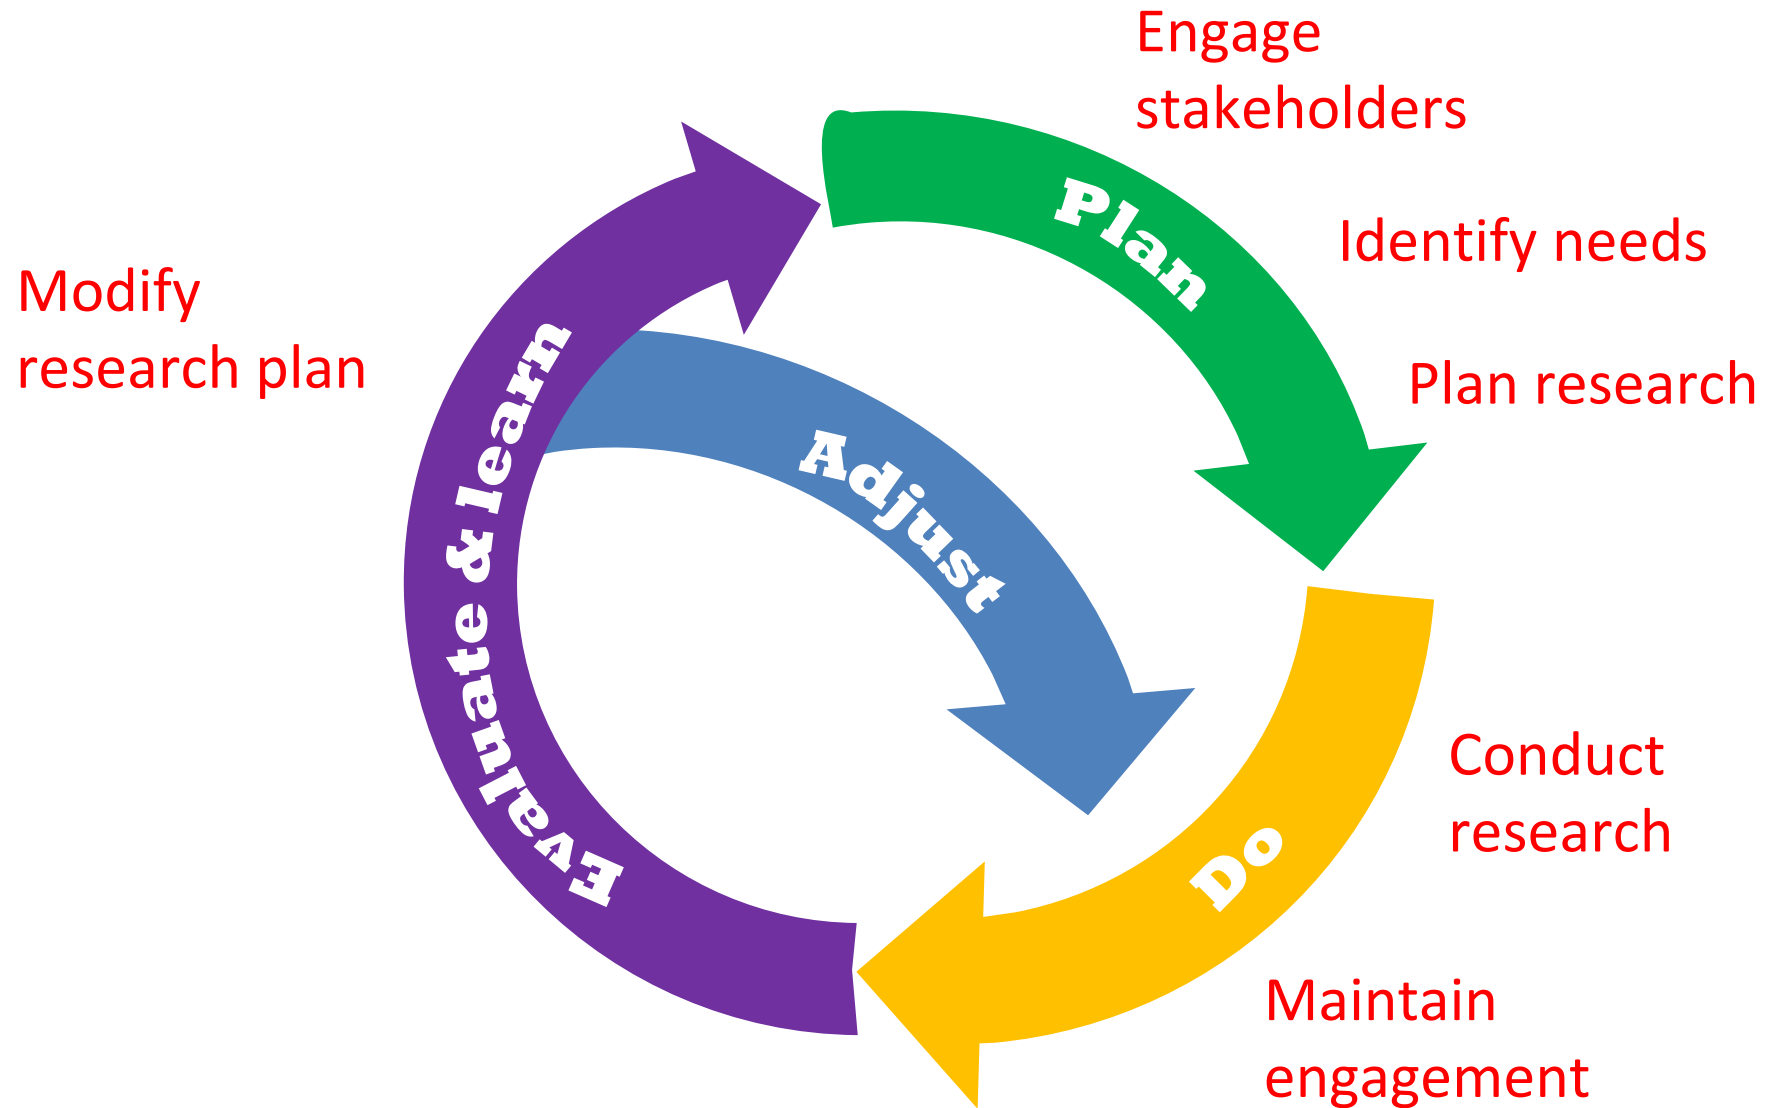 Engage
stakeholders
Plan
Identify needs
Modify
research plan
Plan research
Evaluate & learn
Adjust
Conduct
research
Do
Maintain
engagement